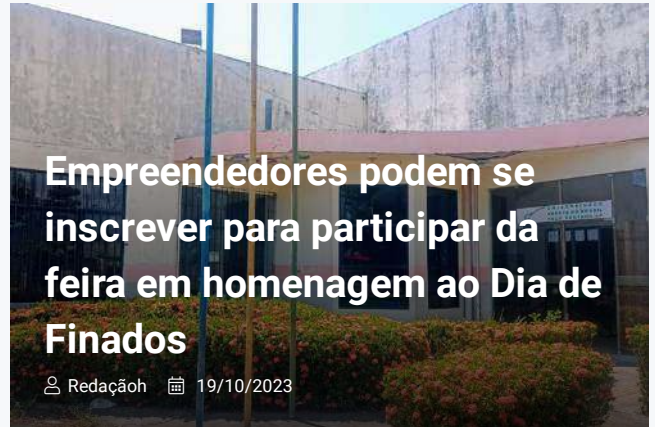 Empreendedores podem se
inscrever para participar da
feira em homenagem ao Dia de
Finados
Redaçãoh 19/10/2023